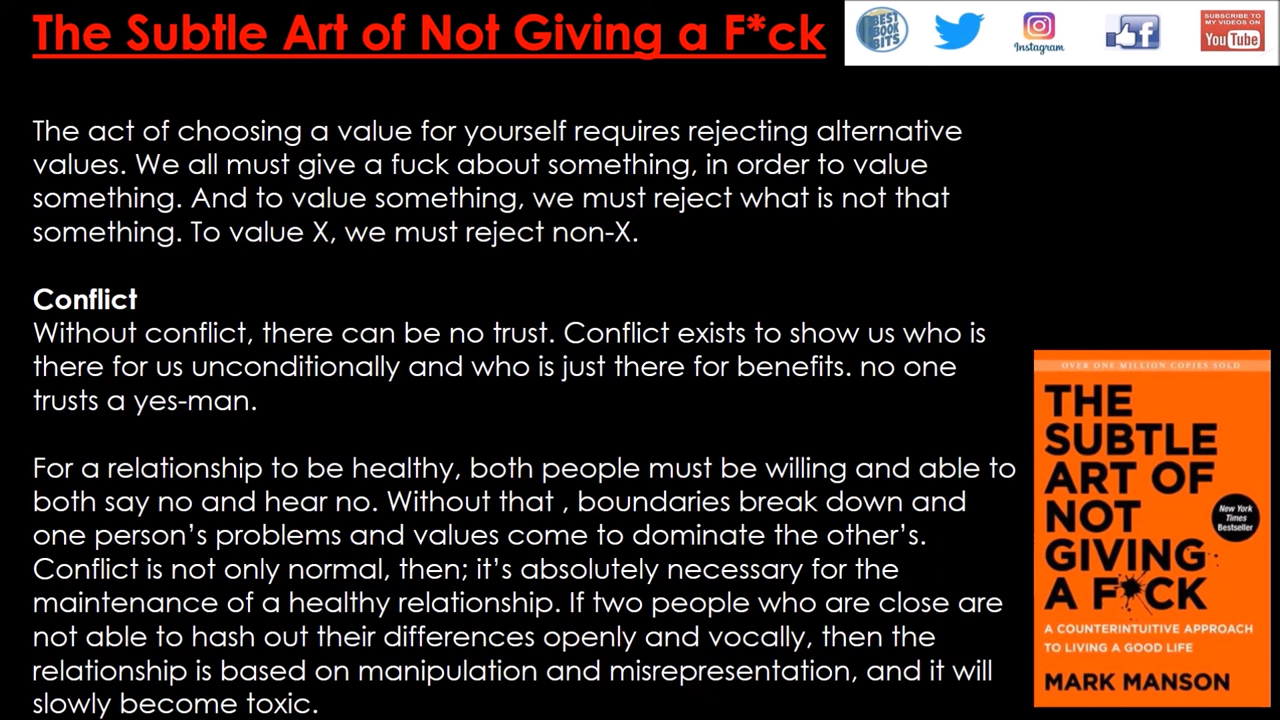 The Subtle Art of Not Giving a F*ck
BEST
BOOK
BITS
Instagram
f
SUBSCRIBE TO
MY VIDEOS ON
YouTube
The act of choosing a value for yourself requires rejecting alternative
values. We all must give a fuck about something, in order to value
something. And to value something, we must reject what is not that
something. To value X, we must reject non-X.
Conflict
Without conflict, there can be no trust. Conflict exists to show us who is
there for us unconditionally and who is just there for benefits. no one
trusts a yes-man.
For a relationship to be healthy, both people must be willing and able to
both say no and hear no. Without that , boundaries break down and
one person’s problems and values come to dominate the other’s.
Conflict is not only normal, then; it’s absolutely necessary for the
maintenance of a healthy relationship. If two people who are close are
not able to hash out their differences openly and vocally, then the
relationship is based on manipulation and misrepresentation, and it will
slowly become toxic.
OVER ONE MILLION COPIES SOLD
THE
SUBTLE
ART OF
NOT
GIVING
A F*CK
New York
Times
Bestseller
A COUNTERINTUITIVE APPROACH
TO LIVING A GOOD LIFE
MARK MANSON